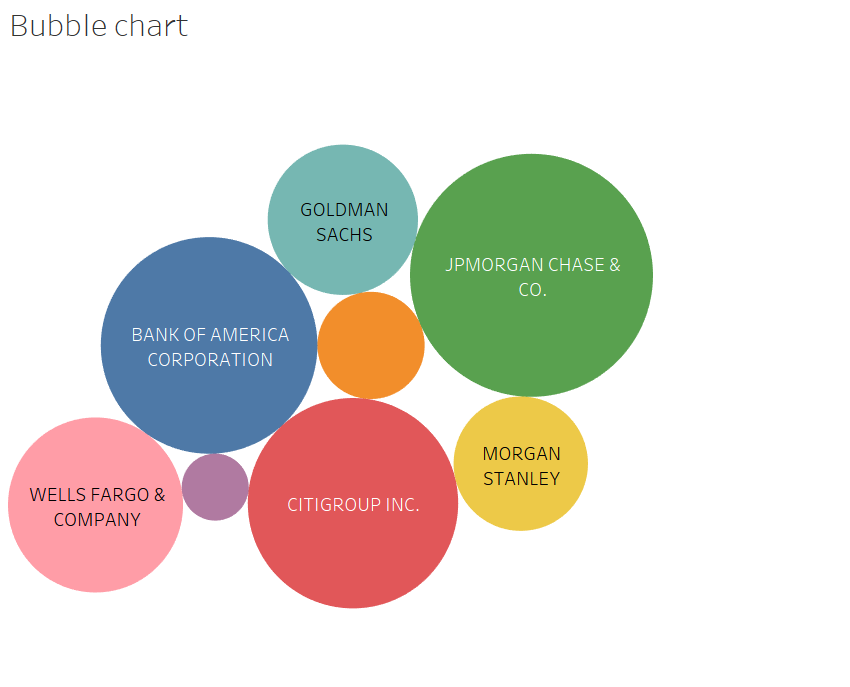 Bubble chart
GOLDMAN
SACHS
JPMORGAN CHASE &
CO.
BANK OF AMERICA
CORPORATION
MORGAN
STANLEY
WELLS FARGO &
COMPANY
CITIGROUP INC.